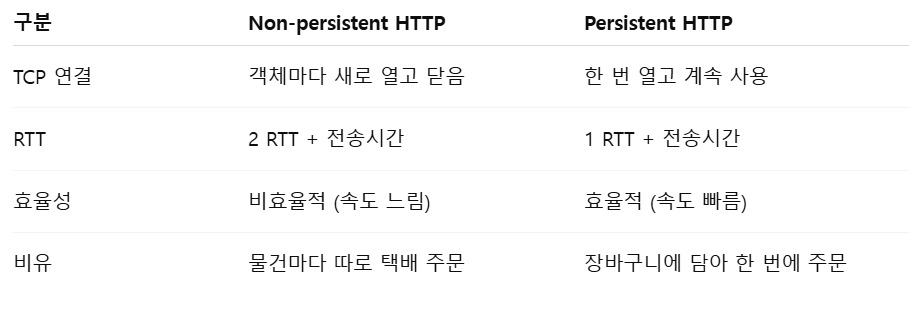 구분 Non-persistent HTTP Persistent HTTP
TCP 연결 객체마다 새로 열고 닫음 한 번 열고 계속 사용
RTT 2 RTT + 전송시간 1 RTT + 전송시간
효율성 비효율적 (속도 느림) 효율적 (속도 빠름)
비유 물건마다 따로 택배 주문 장바구니에 담아 한 번에 주문